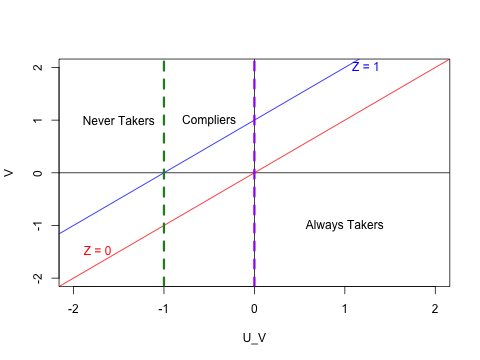 2
1
0
-1
-2
V
Z = 1
Never Takers
Compliers
Always Takers
Z = 0
-2
-1
0
1
2
U_V